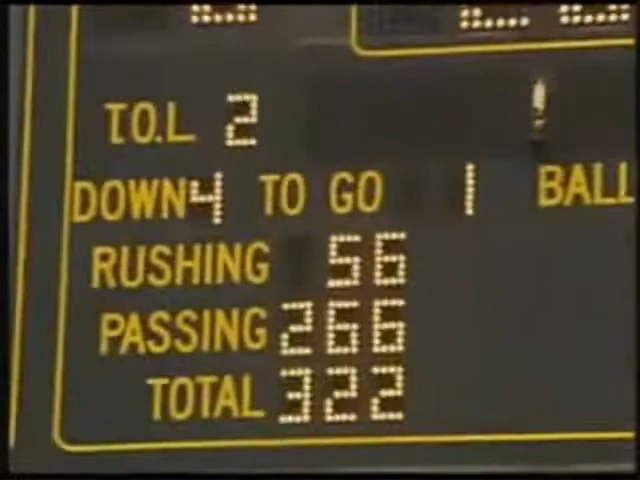 T.O.L. 2
DOWN 4 TO GO 1 BALL
RUSHING 56
PASSING 266
TOTAL 322